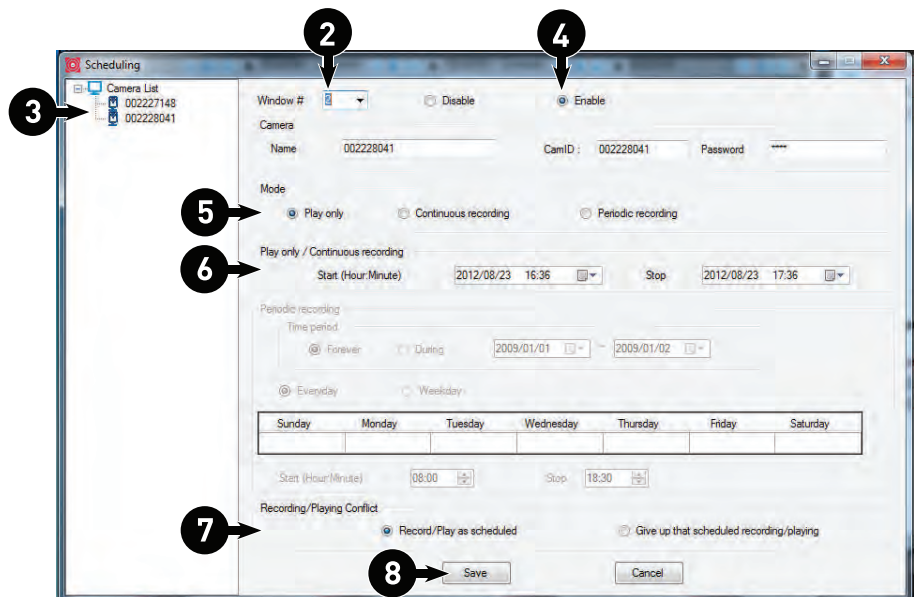 2 4
Scheduling
3
Camera List
002227148
002228041
Window # 2 Disable Enable
Camera
Name 002228041 CamID : 002228041 Password ****
Mode
5 Play only Continuous recording Periodic recording
Play only / Continuous recording
6 Start (Hour:Minute) 2012/08/23 16:36 Stop 2012/08/23 17:36
Periodic recording
Time period
Forever During 2009/01/01 ~ 2009/01/02
Everyday Weekday
Sunday Monday Tuesday Wednesday Thursday Friday Saturday
Start (Hour:Minute) 08:00 Stop 18:30
Recording/Playing Conflict
7 Record/Play as scheduled Give up that scheduled recording/playing
8 Save Cancel